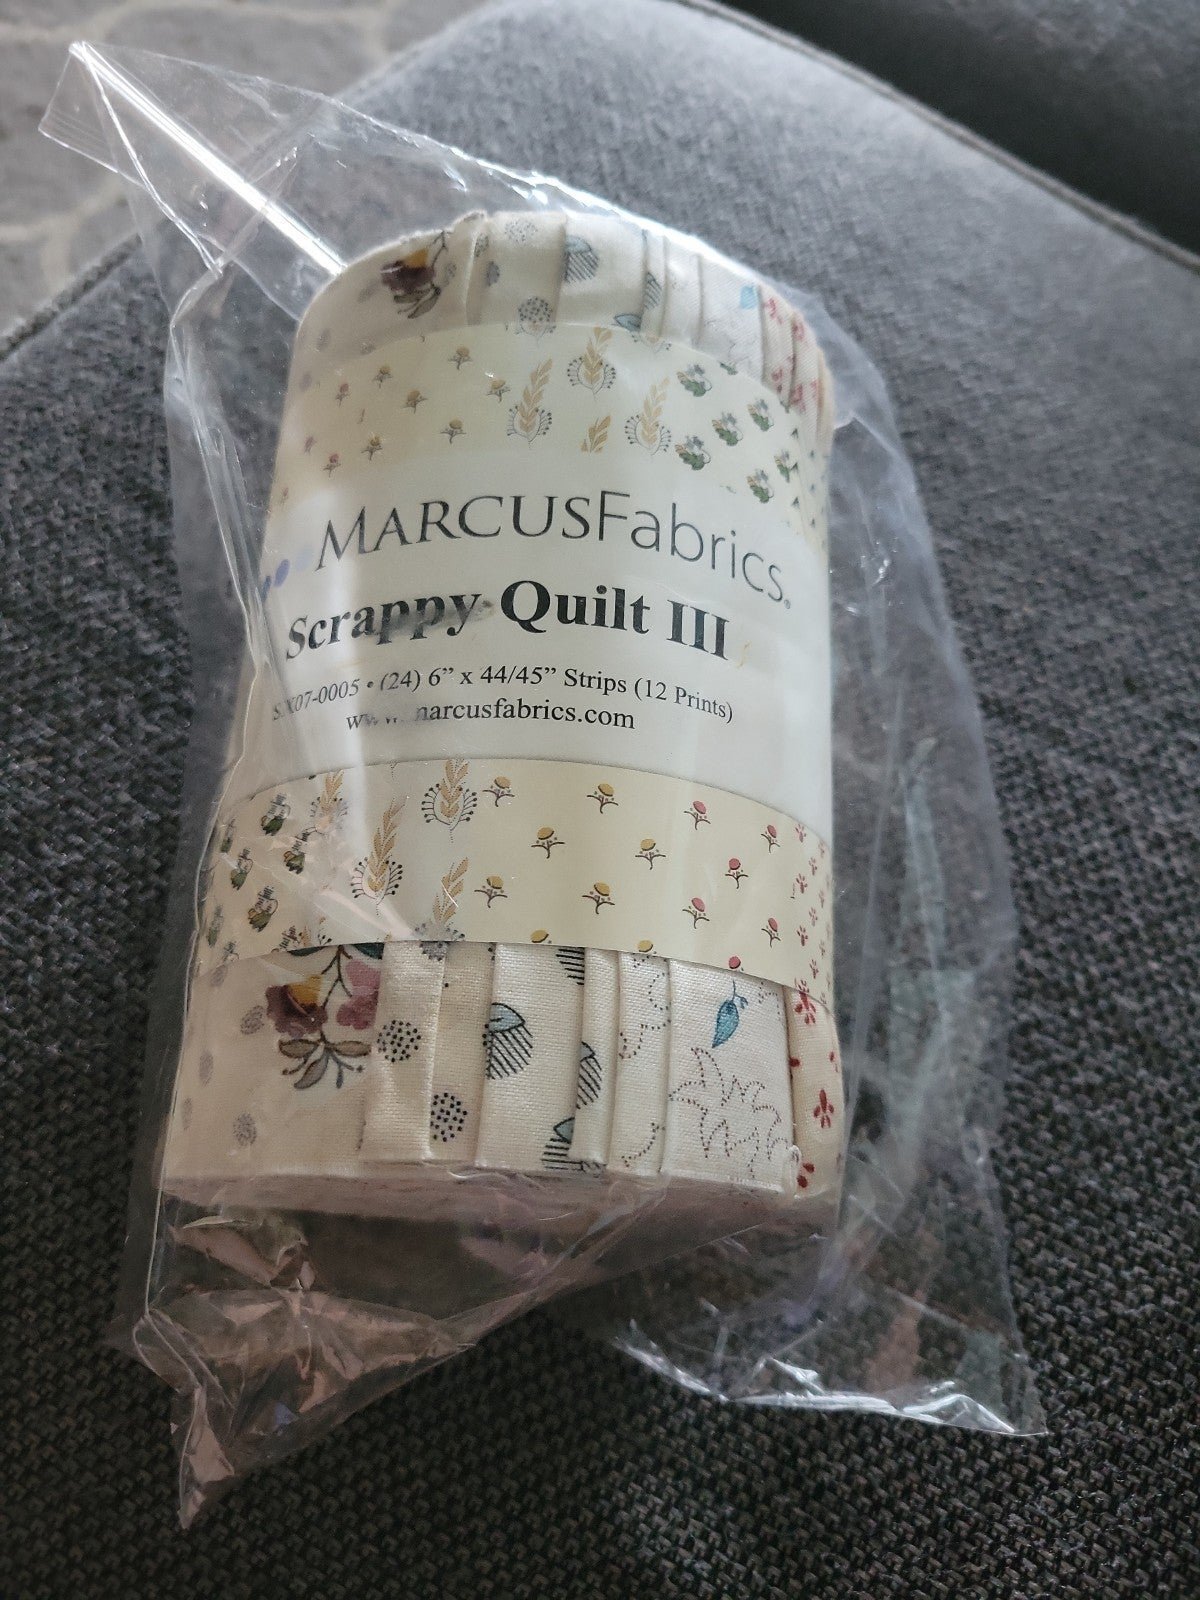 MARCUSFabrics®
Scrappy Quilt III
(24) 6” x 44/45” Strips (12 Prints)